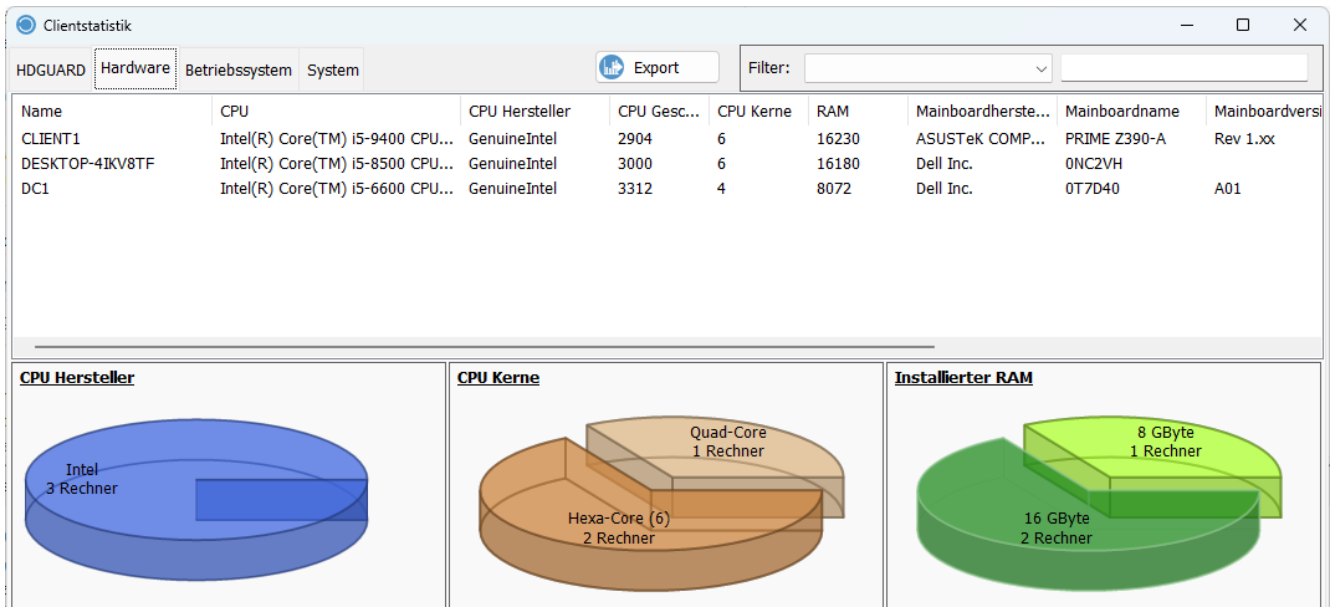 Clientstatistik
HDGUARD Hardware Betriebssystem System Export Filter:
Name CPU CPU Hersteller CPU Gesc... CPU Kerne RAM Mainboardherste... Mainboardname Mainboardversi
CLIENT1 Intel(R) Core(TM) i5-9400 CPU... GenuineIntel 2904 6 16230 ASUSTeK COMP... PRIME Z390-A Rev 1.xx
DESKTOP-4IKV8TF Intel(R) Core(TM) i5-8500 CPU... GenuineIntel 3000 6 16180 Dell Inc. 0NC2VH
DC1 Intel(R) Core(TM) i5-6600 CPU... GenuineIntel 3312 4 8072 Dell Inc. 0T7D40 A01
CPU Hersteller
Intel
3 Rechner
CPU Kerne
Quad-Core
1 Rechner
Hexa-Core (6)
2 Rechner
Installierter RAM
8 GByte
1 Rechner
16 GByte
2 Rechner